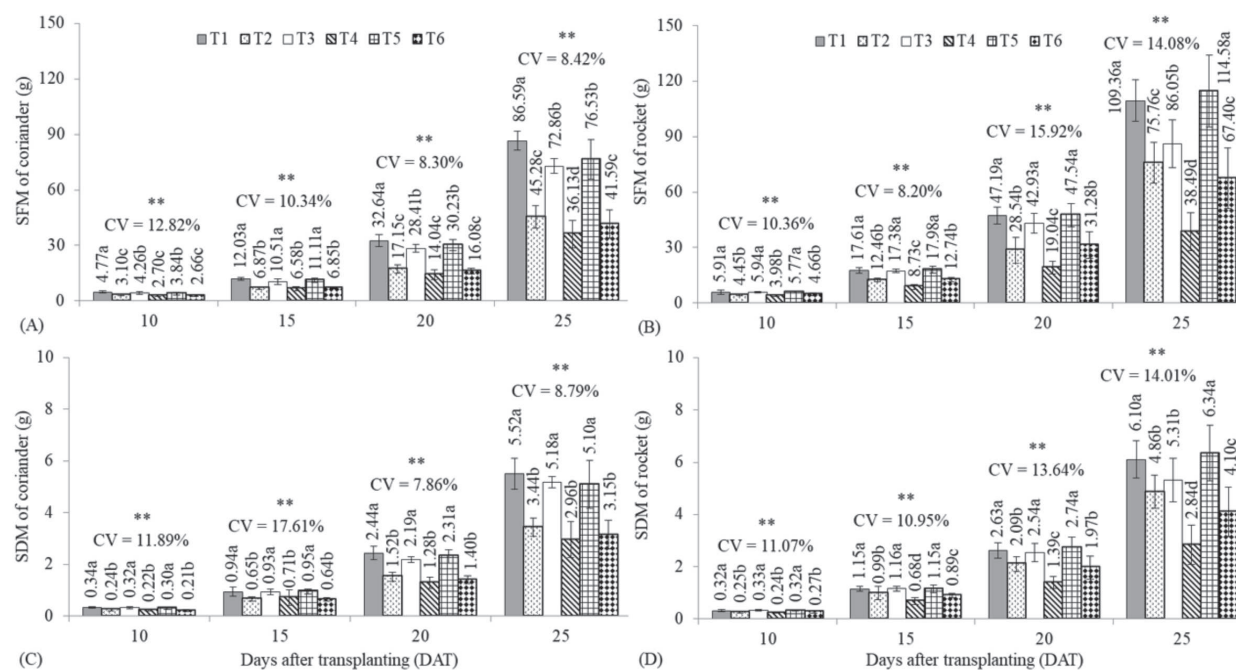 150
120
90
60
30
0
SFM of coriander (g)
T1 T2 T3 T4 T5 T6
**
CV = 12.82%
4.77a 3.10c 4.26b 2.70c 3.84b 2.66c
**
CV = 10.34%
12.03a 6.87b 10.51a 6.58b 11.11a 6.85b
**
CV = 8.30%
32.64a 17.15c 28.41b 14.04c 30.23b 16.08c
**
CV = 8.42%
86.59a 45.28c 72.86b 36.13d 76.53b 41.59c
10 15 20 25
(A)
150
120
90
60
30
0
SFM of rocket (g)
T1 T2 T3 T4 T5 T6
**
CV = 10.36%
5.91a 4.45b 5.94a 3.98b 5.77a 4.66b
**
CV = 8.20%
17.61a 12.46b 17.38a 8.73c 17.98a 12.74b
**
CV = 15.92%
47.19a 28.54b 42.93a 19.04c 47.54a 31.28b
**
CV = 14.08%
109.36a 75.76c 86.05b 38.49d 114.58a 67.40c
10 15 20 25
(B)
10
8
6
4
2
0
SDM of coriander (g)
**
CV = 11.89%
0.34a 0.24b 0.32a 0.22b 0.30a 0.21b
**
CV = 17.61%
0.94a 0.65b 0.93a 0.71b 0.95a 0.64b
**
CV = 7.86%
2.44a 1.52b 2.19a 1.28b 2.31a 1.40b
**
CV = 8.79%
5.52a 3.44b 5.18a 2.96b 5.10a 3.15b
10 15 20 25
(C) Days after transplanting (DAT)
10
8
6
4
2
0
SDM of rocket (g)
**
CV = 11.07%
0.32a 0.25b 0.33a 0.24b 0.32a 0.27b
**
CV = 10.95%
1.15a 0.99b 1.16a 0.68d 1.15a 0.89c
**
CV = 13.64%
2.63a 2.09b 2.54a 1.39c 2.74a 1.97b
**
CV = 14.01%
6.10a 4.86b 5.31b 2.84d 6.34a 4.10c
10 15 20 25
(D) Days after transplanting (DAT)